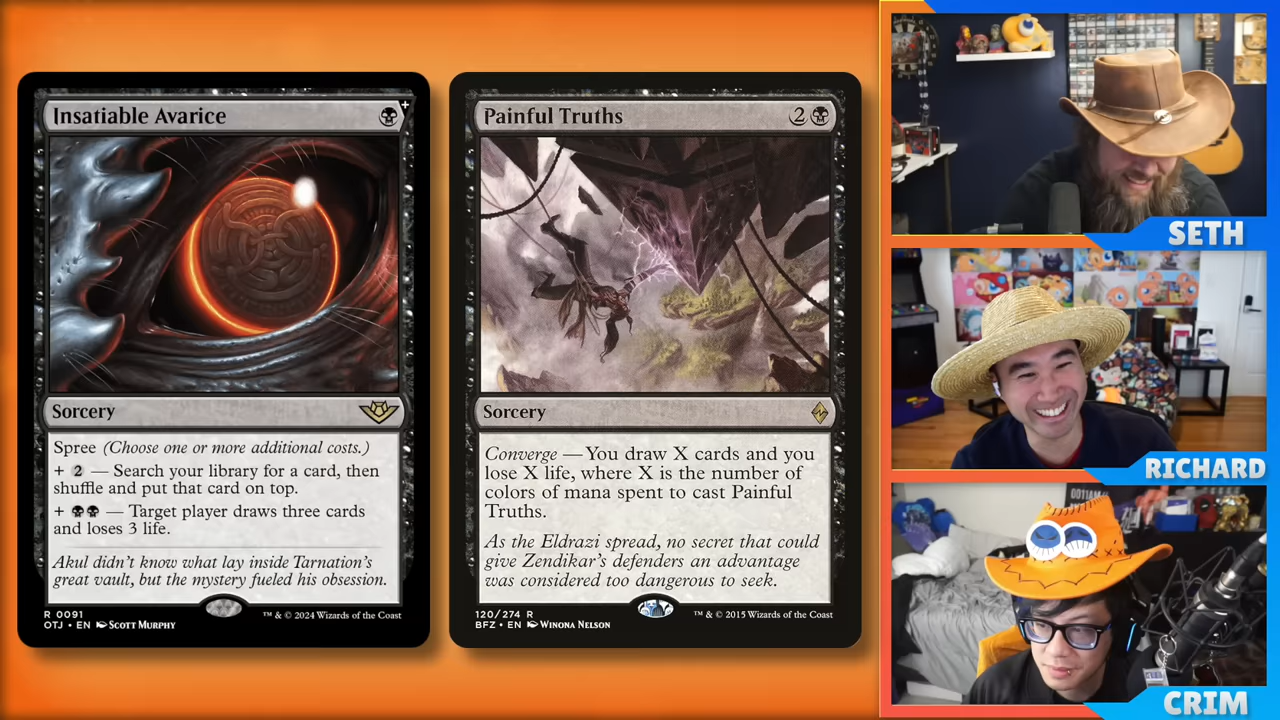 Insatiable Avarice
Sorcery
Spree (Choose one or more additional costs.)
+ 2 — Search your library for a card, then
shuffle and put that card on top.
+ — Target player draws three cards
and loses 3 life.
Akul didn't know what lay inside Tarnation's
great vault, but the mystery fueled his obsession.
R 0091
OTJ • EN Scott Murphy
™ & © 2024 Wizards of the Coast
Painful Truths
2
Sorcery
Converge — You draw X cards and you
lose X life, where X is the number of
colors of mana spent to cast Painful
Truths.
As the Eldrazi spread, no secret that could
give Zendikar's defenders an advantage
was considered too dangerous to seek.
120/274 R
BFZ • EN Winona Nelson
™ & © 2015 Wizards of the Coast
SETH
RICHARD
CRIM